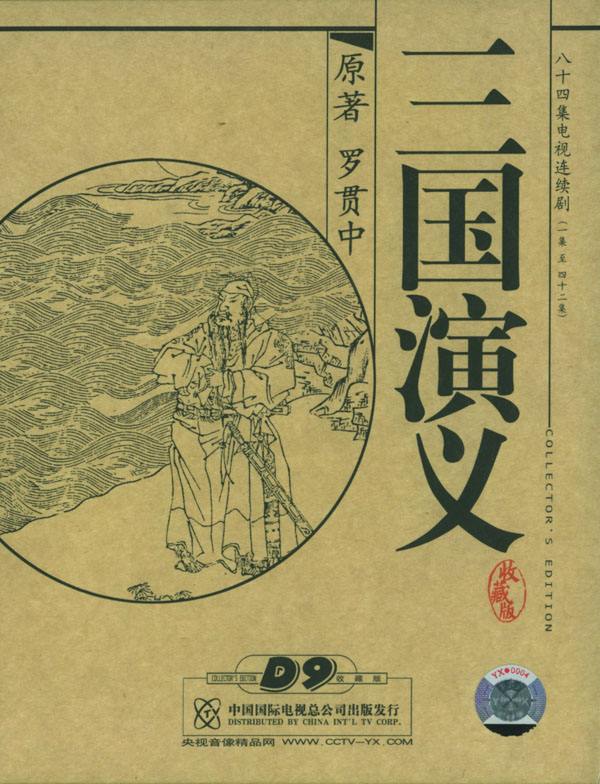 三国演义
原著 罗贯中
八十四集电视连续剧(一集至四十二集)
COLLECTOR'S EDITION
收藏版
COLLECTOR'S EDITION D9 收藏版
中国国际电视总公司出版发行
DISTRIBUTED BY CHINA INT'L TV CORP.
央视音像精品网 WWW.CCTV-YX.COM
YX●0004